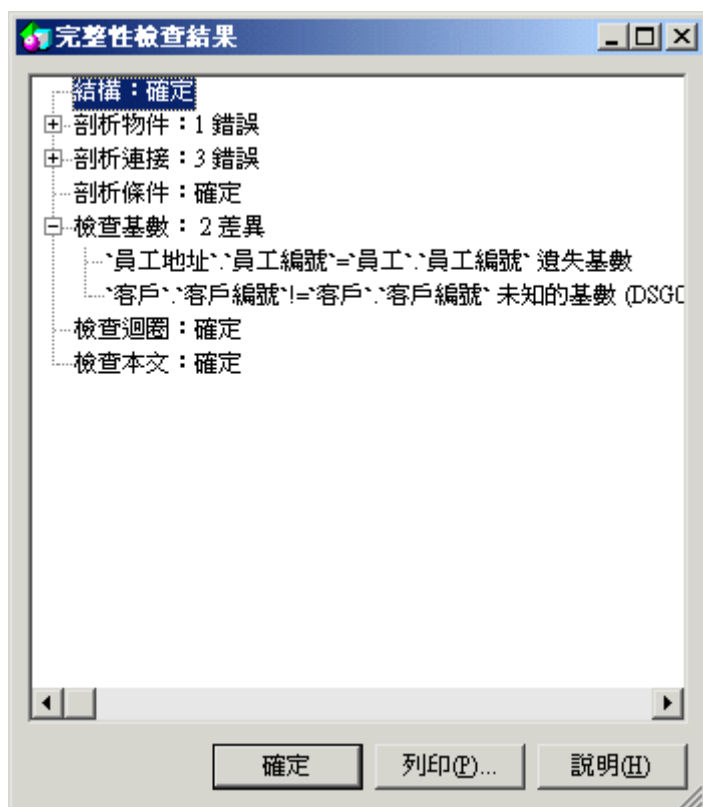 完整性檢查結果
結構：確定
剖析物件：1 錯誤
剖析連接：3 錯誤
剖析條件：確定
檢查基數： 2 差異
`員工地址`.`員工編號`=`員工`.`員工編號` 遺失基數
`客戶`.`客戶編號`!=`客戶`.`客戶編號` 未知的基數 (DSG
檢查迴圈：確定
檢查本文：確定
確定
列印(P)...
說明(H)